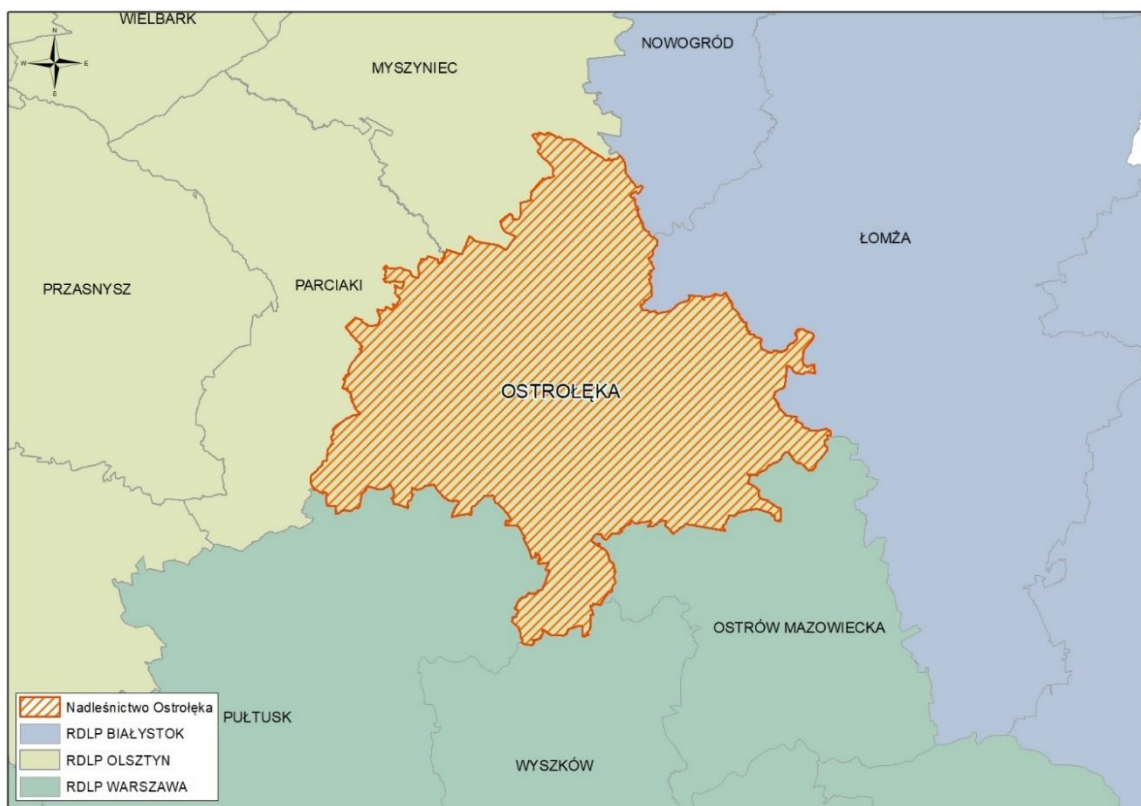 WIELBARK
NOWOGRÓD
N
W E
S
MYSZYNIEC
ŁOMŻA
PRZASNYSZ
PARCIAKI
OSTROŁĘKA
OSTRÓW MAZOWIECKA
PUŁTUSK
WYSZKÓW
Nadleśnictwo Ostrołęka
RDLP BIAŁYSTOK
RDLP OLSZTYN
RDLP WARSZAWA